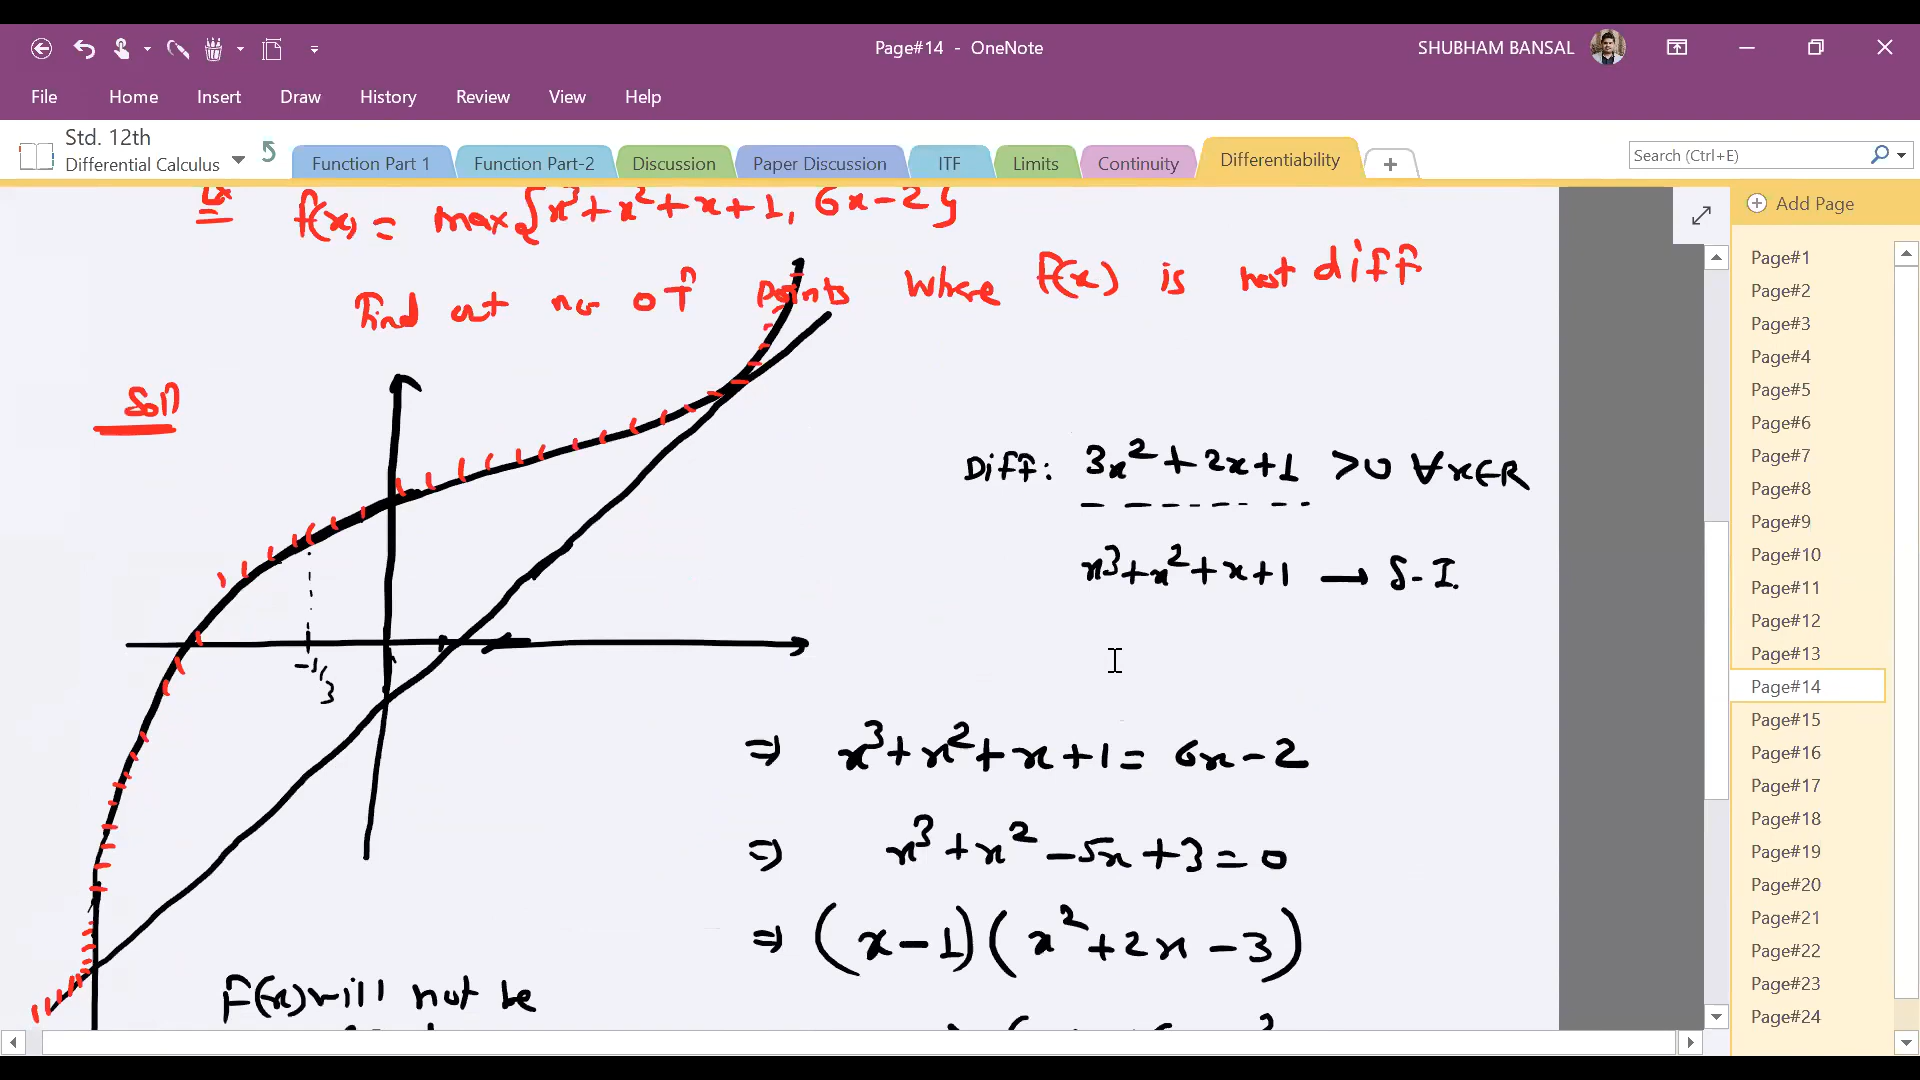 Page#14 - OneNote
SHUBHAM BANSAL
File Home Insert Draw History Review View Help
Std. 12th
Differential Calculus
Function Part 1 Function Part-2 Discussion Paper Discussion ITF Limits Continuity Differentiability
Search (Ctrl+E)
Add Page
Page#1
Page#2
Page#3
Page#4
Page#5
Page#6
Page#7
Page#8
Page#9
Page#10
Page#11
Page#12
Page#13
Page#14
Page#15
Page#16
Page#17
Page#18
Page#19
Page#20
Page#21
Page#22
Page#23
Page#24
f(x) = max{x³+x²+x+1, 6x-2}
Find out no of points where f(x) is not diff
Solⁿ
Diff: 3x²+2x+1 >0 ∀x∈R
x³+x²+x+1 → S.I.
-1/3
⇒ x³+x²+x+1 = 6x-2
⇒ x³+x²-5x+3=0
⇒ (x-1)(x²+2x-3)
F(x) will not be